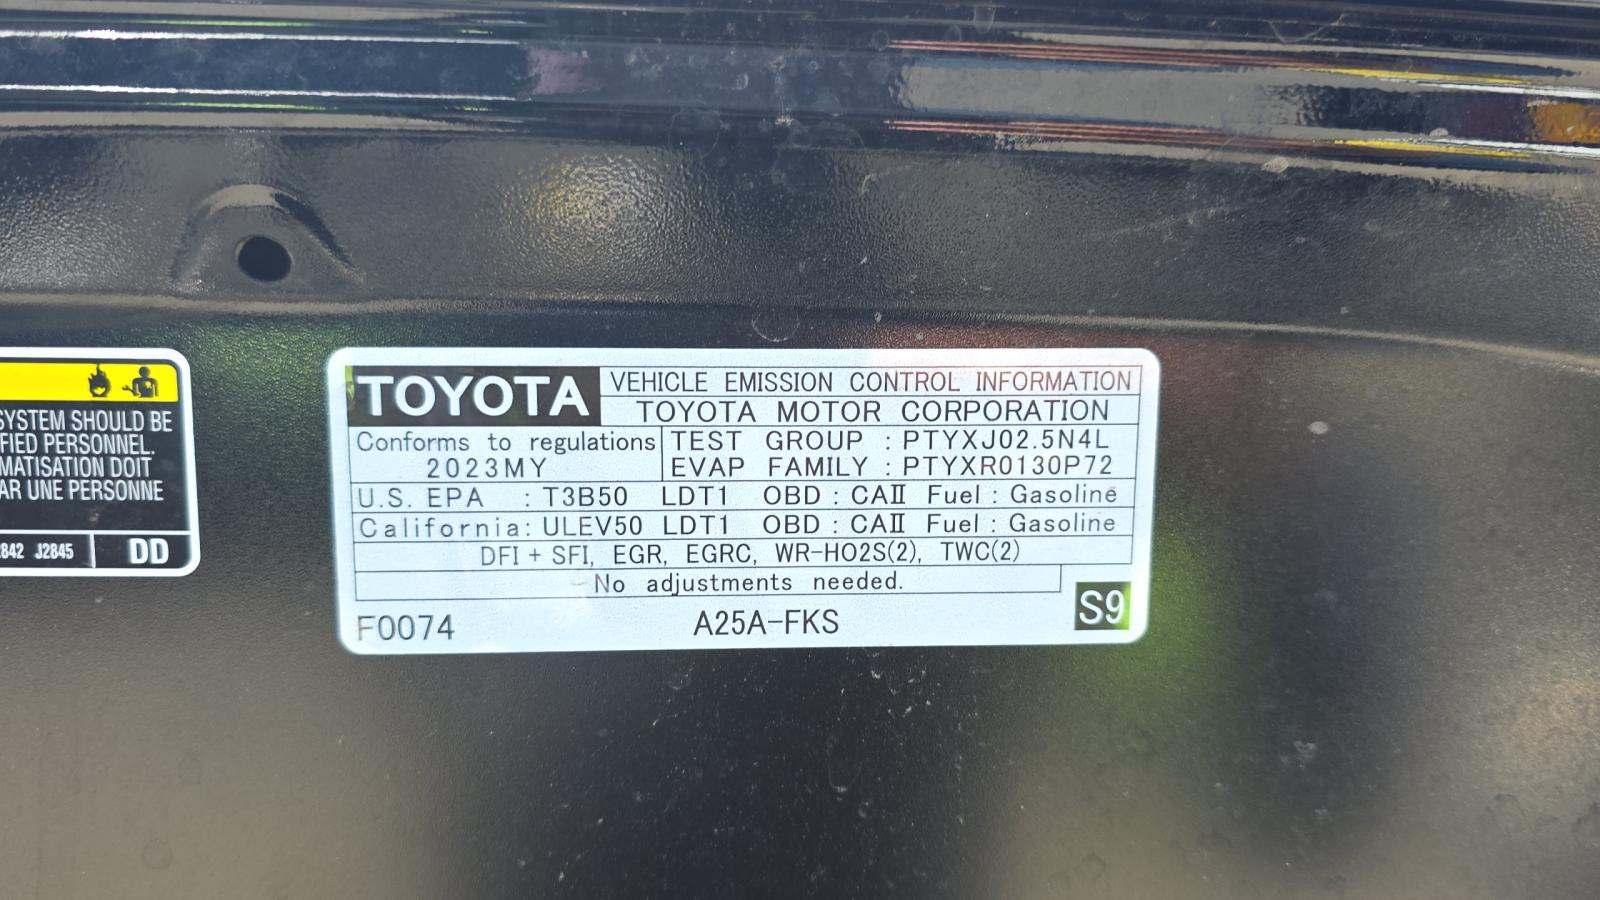 SYSTEM SHOULD BE
FIED PERSONNEL.
MATISATION DOIT
AR UNE PERSONNE
842 J2845 DD
TOYOTA
VEHICLE EMISSION CONTROL INFORMATION
TOYOTA MOTOR CORPORATION
Conforms to regulations
2023MY
TEST GROUP : PTYXJ02.5N4L
EVAP FAMILY : PTYXR0130P72
U.S. EPA : T3B50 LDT1 OBD : CAⅡ Fuel : Gasoline
California : ULEV50 LDT1 OBD : CAⅡ Fuel : Gasoline
DFI + SFI, EGR, EGRC, WR-HO2S(2), TWC(2)
No adjustments needed.
F0074 A25A-FKS S9